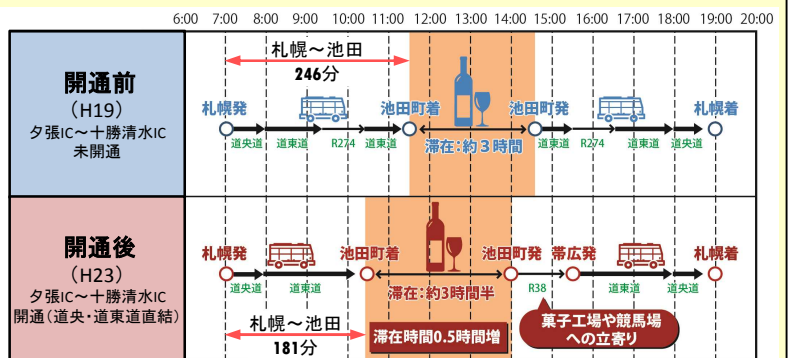 6:00 7:00 8:00 9:00 10:00 11:00 12:00 13:00 14:00 15:00 16:00 17:00 18:00 19:00 20:00
開通前
（H19）
夕張IC～十勝清水IC
未開通
札幌～池田
246分
札幌発 池田町着 池田町発 札幌着
道央道 道東道 R274 道東道 滞在:約３時間 道東道 R274 道東道 道央道
開通後
（H23）
夕張IC～十勝清水IC
開通（道央・道東道直結）
札幌発 池田町着 池田町発 帯広発 札幌着
道央道 道東道 滞在:約3時間半 R38 道東道 道央道
札幌～池田
181分
滞在時間0.5時間増
菓子工場や競馬場
への立寄り